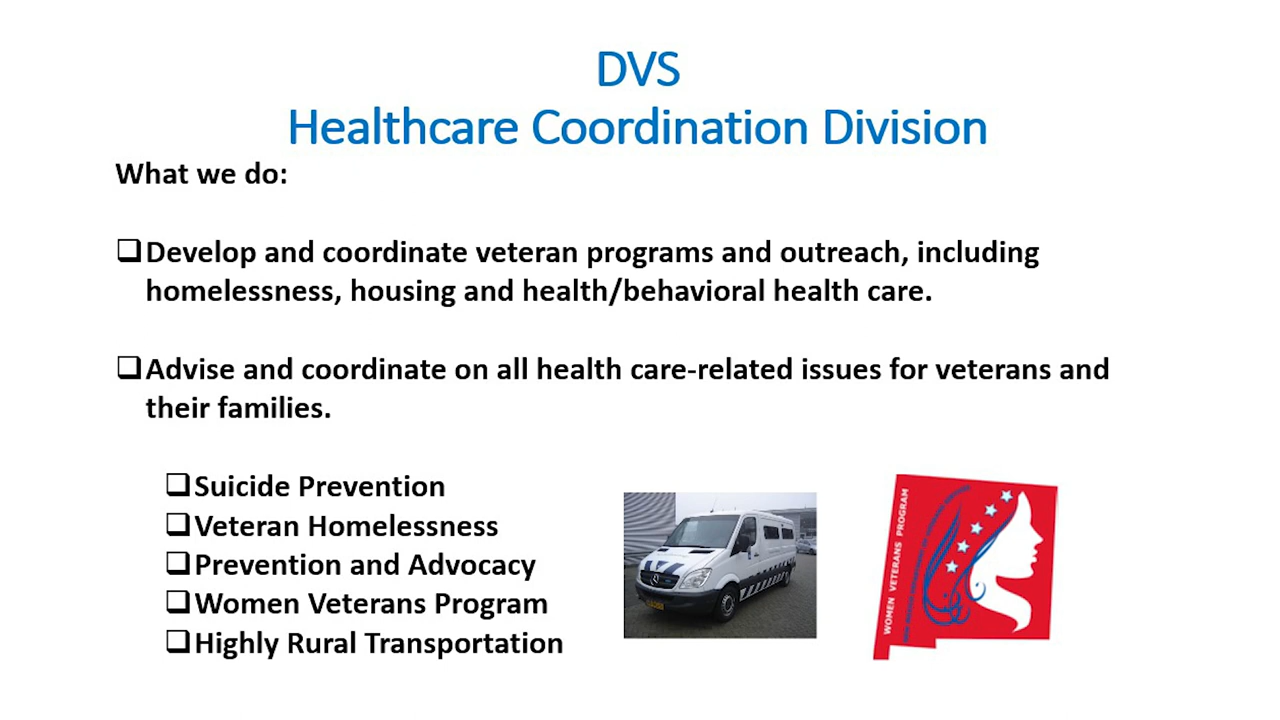 DVS
Healthcare Coordination Division
What we do:
❑Develop and coordinate veteran programs and outreach, including
homelessness, housing and health/behavioral health care.
❑Advise and coordinate on all health care-related issues for veterans and
their families.
❑Suicide Prevention
❑Veteran Homelessness
❑Prevention and Advocacy
❑Women Veterans Program
❑Highly Rural Transportation
WOMEN VETERANS PROGRAM